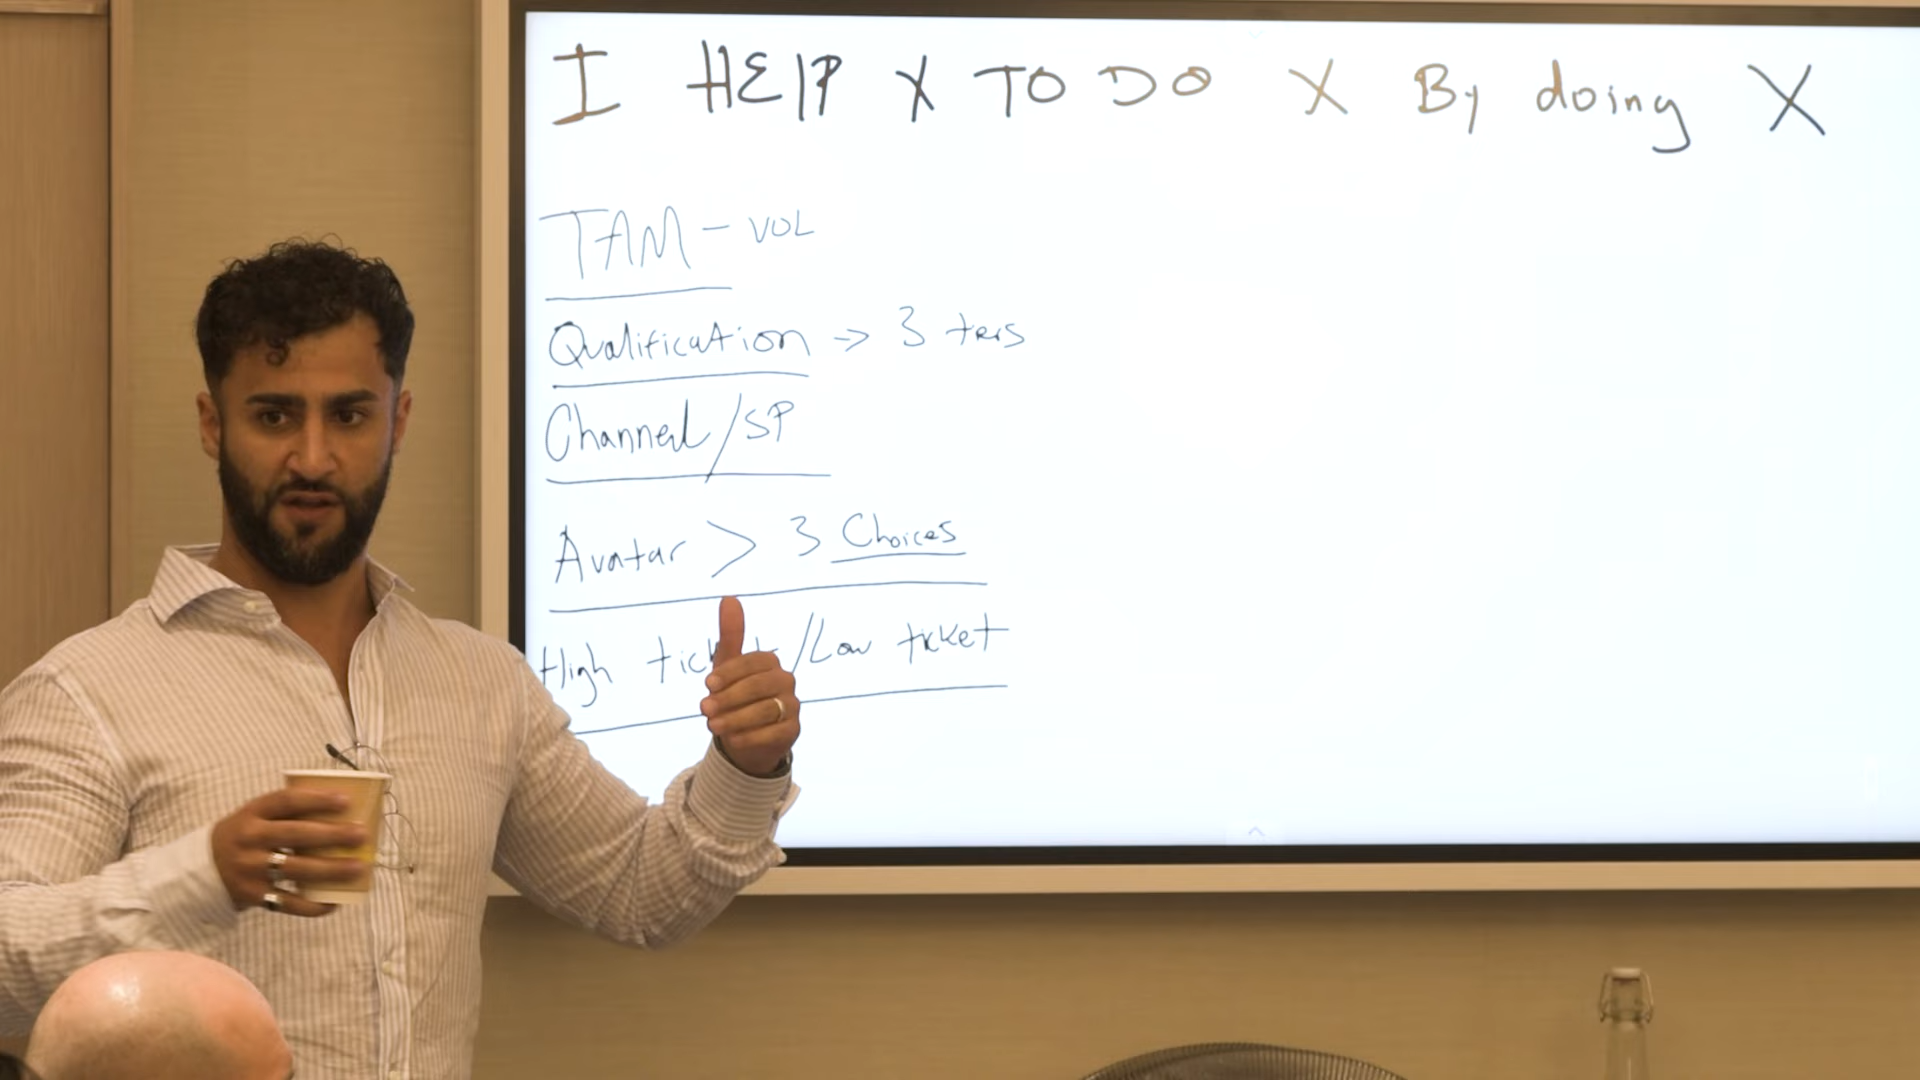 I HELP X TO DO X By doing X
TAM - VOL
Qualification → 3 tiers
Channel/SP
Avatar > 3 Choices
High ticket/Low ticket